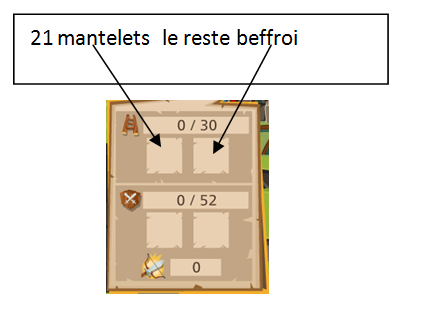 21 mantelets le reste beffroi
0 / 30
0 / 52
0